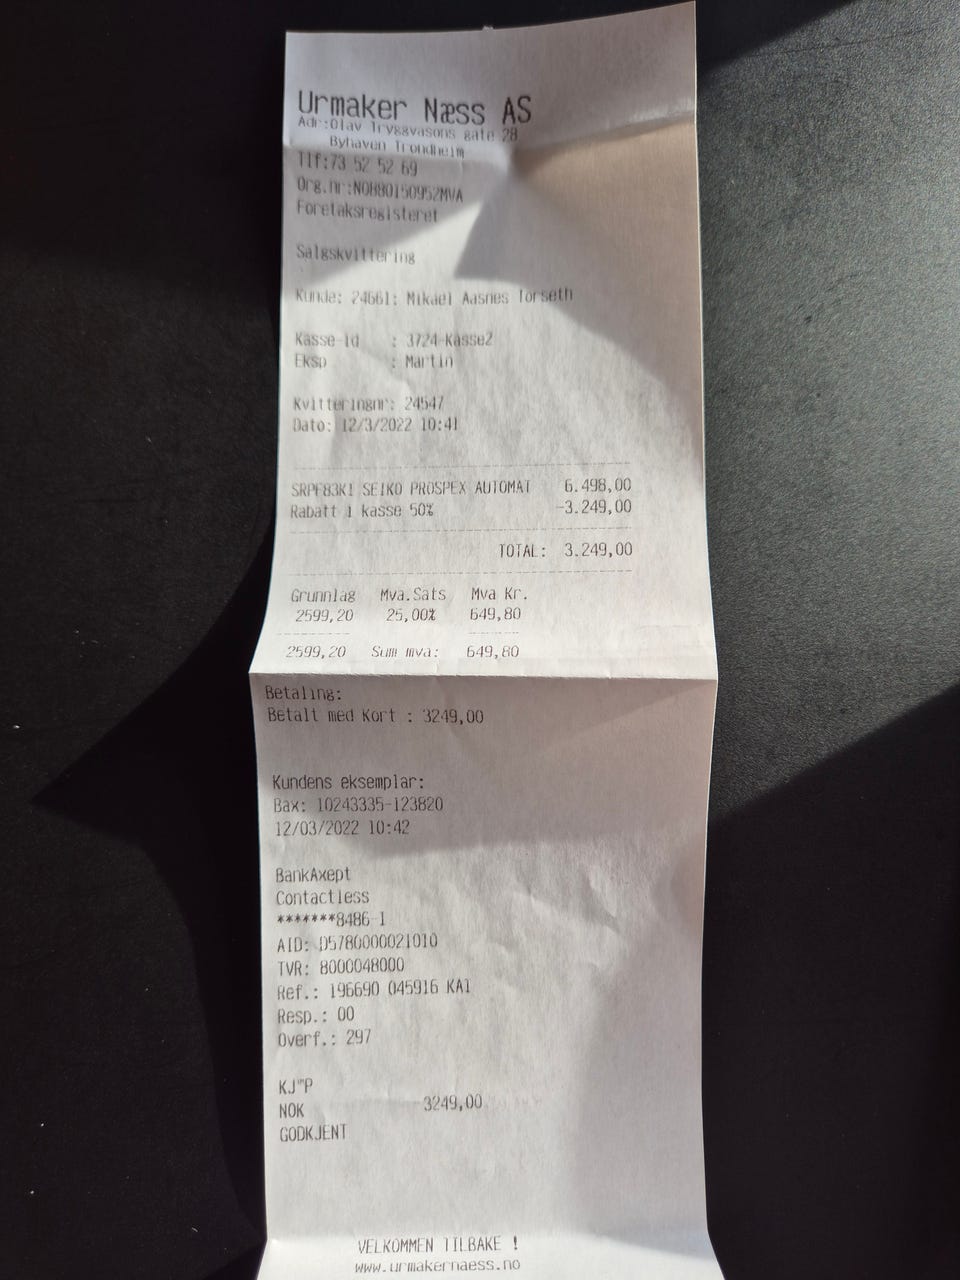 Urmaker Næss AS
Adr:Olav Tryggvasons gate 28
Byhaven Trondheim
Tlf:73 52 52 69
Org.nr:NO880150952MVA
Foretaksregisteret
Salgskvittering
Kunde: 24661: Mikael Aasnes Torseth
Kasse-id : 3724-Kasse2
Eksp : Martin
Kvitteringnr: 24547
Dato: 12/3/2022 10:41
SRPF83K1 SEIKO PROSPEX AUTOMAT 6.498,00
Rabatt i kasse 50% -3.249,00
TOTAL: 3.249,00
Grunnlag Mva.Sats Mva Kr.
2599,20 25,00% 649,80
2599,20 Sum mva: 649,80
Betaling:
Betalt med Kort : 3249,00
Kundens eksemplar:
Bax: 10243335-123820
12/03/2022 10:42
BankAxept
Contactless
*******8486-1
AID: D5780000021010
TVR: 8000048000
Ref.: 196690 045916 KA1
Resp.: 00
Overf.: 297
KJ™P
NOK 3249,00
GODKJENT
VELKOMMEN TILBAKE !
www.urmakernaess.no